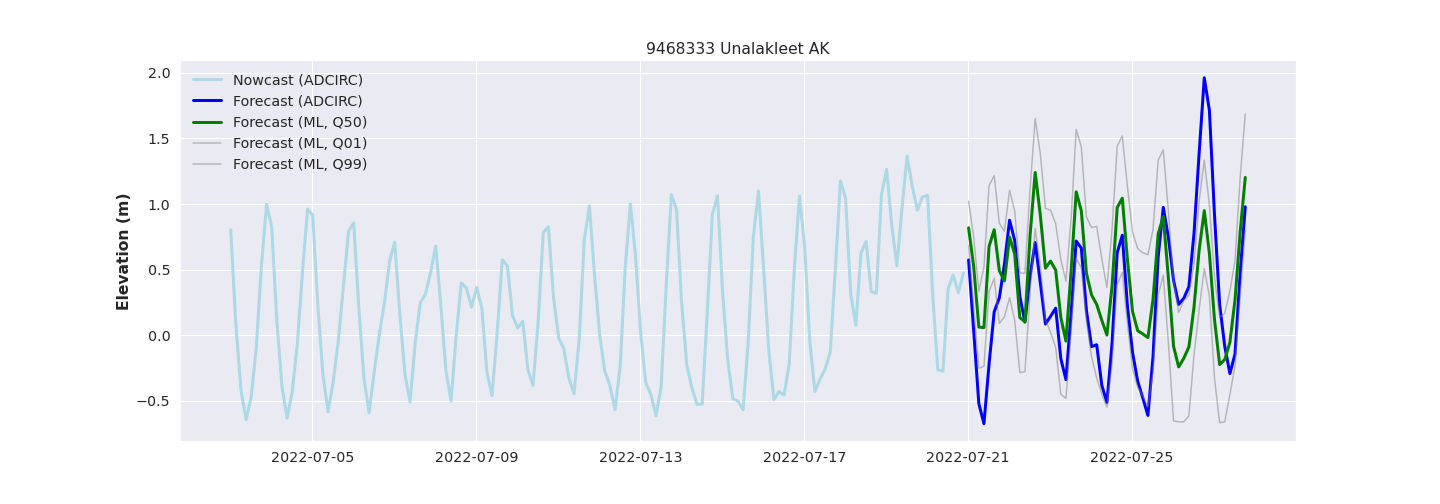 9468333 Unalakleet AK
2.0
1.5
1.0
0.5
0.0
−0.5
Elevation (m)
Nowcast (ADCIRC)
Forecast (ADCIRC)
Forecast (ML, Q50)
Forecast (ML, Q01)
Forecast (ML, Q99)
2022-07-05
2022-07-09
2022-07-13
2022-07-17
2022-07-21
2022-07-25